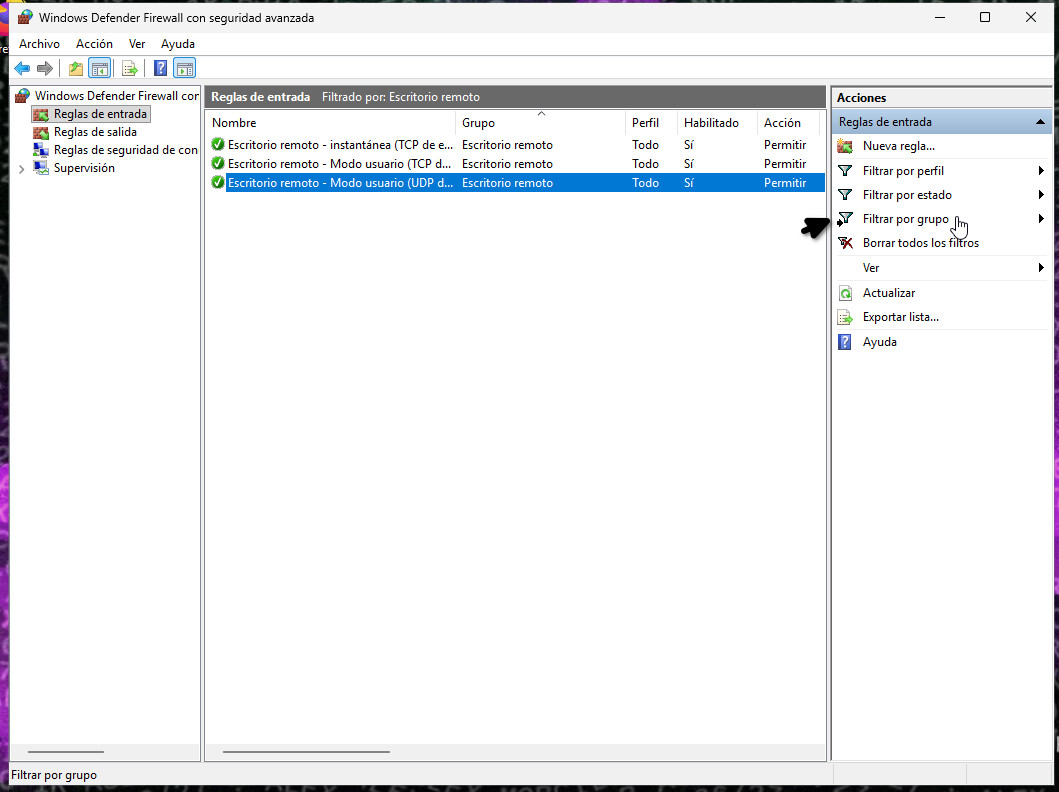 Windows Defender Firewall con seguridad avanzada
Archivo Acción Ver Ayuda
Windows Defender Firewall con
Reglas de entrada
Reglas de salida
Reglas de seguridad de con
Supervisión
Reglas de entrada Filtrado por: Escritorio remoto
Nombre Grupo Perfil Habilitado Acción
Escritorio remoto - instantánea (TCP de e... Escritorio remoto Todo Sí Permitir
Escritorio remoto - Modo usuario (TCP d... Escritorio remoto Todo Sí Permitir
Escritorio remoto - Modo usuario (UDP d... Escritorio remoto Todo Sí Permitir
Acciones
Reglas de entrada
Nueva regla...
Filtrar por perfil
Filtrar por estado
Filtrar por grupo
Borrar todos los filtros
Ver
Actualizar
Exportar lista...
Ayuda
Filtrar por grupo